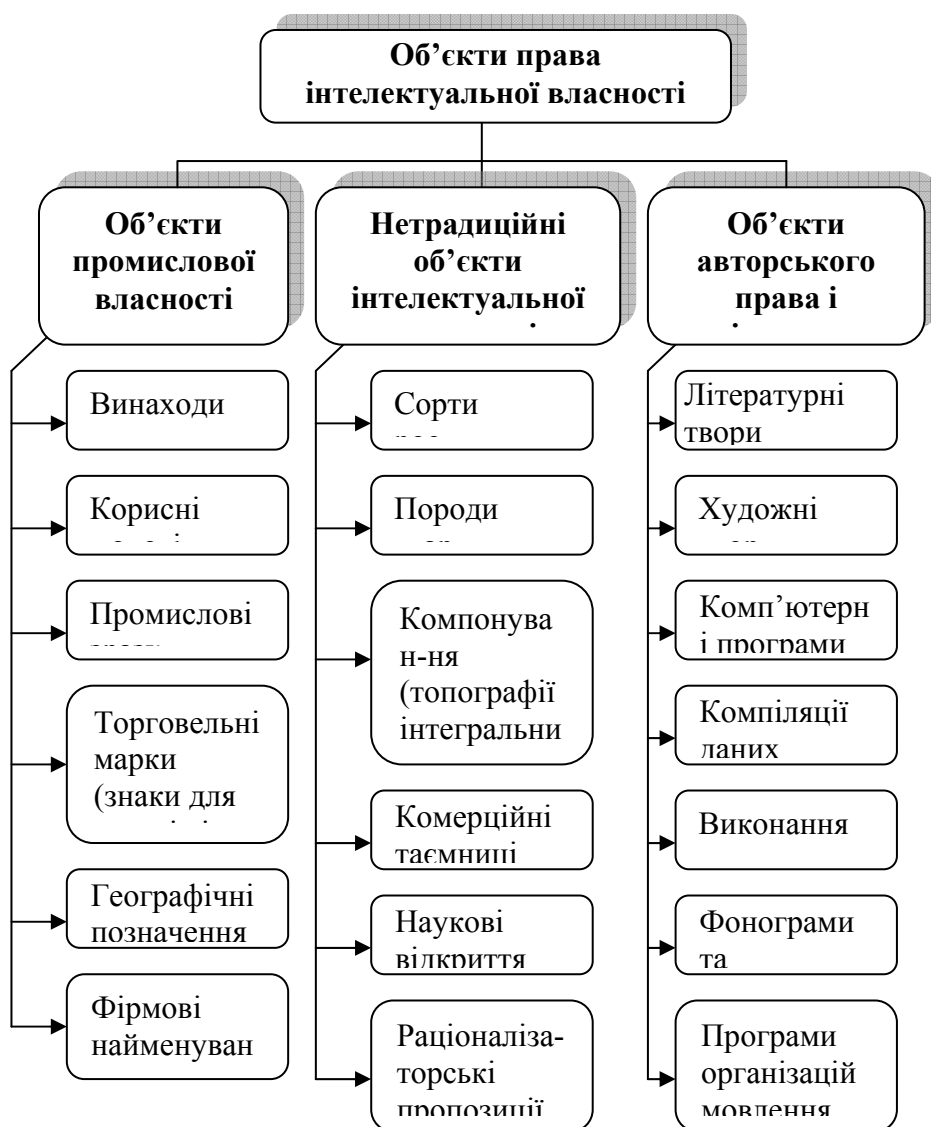 Об’єкти права
інтелектуальної власності
Об’єкти
промислової
власності
Нетрадиційні
об’єкти
інтелектуальної
Об’єкти
авторського
права і
Винаходи
Корисні
Промислові
Торговельні
марки
(знаки для
Географічні
позначення
Фірмові
найменуван
Сорти
Породи
Компонува
н-ня
(топографії
інтегральни
Комерційні
таємниці
Наукові
відкриття
Раціоналіза-
торські
пропозиції
Літературні
твори
Художні
Комп’ютерн
і програми
Компіляції
даних
Виконання
Фонограми
та
Програми
організацій
мовлення